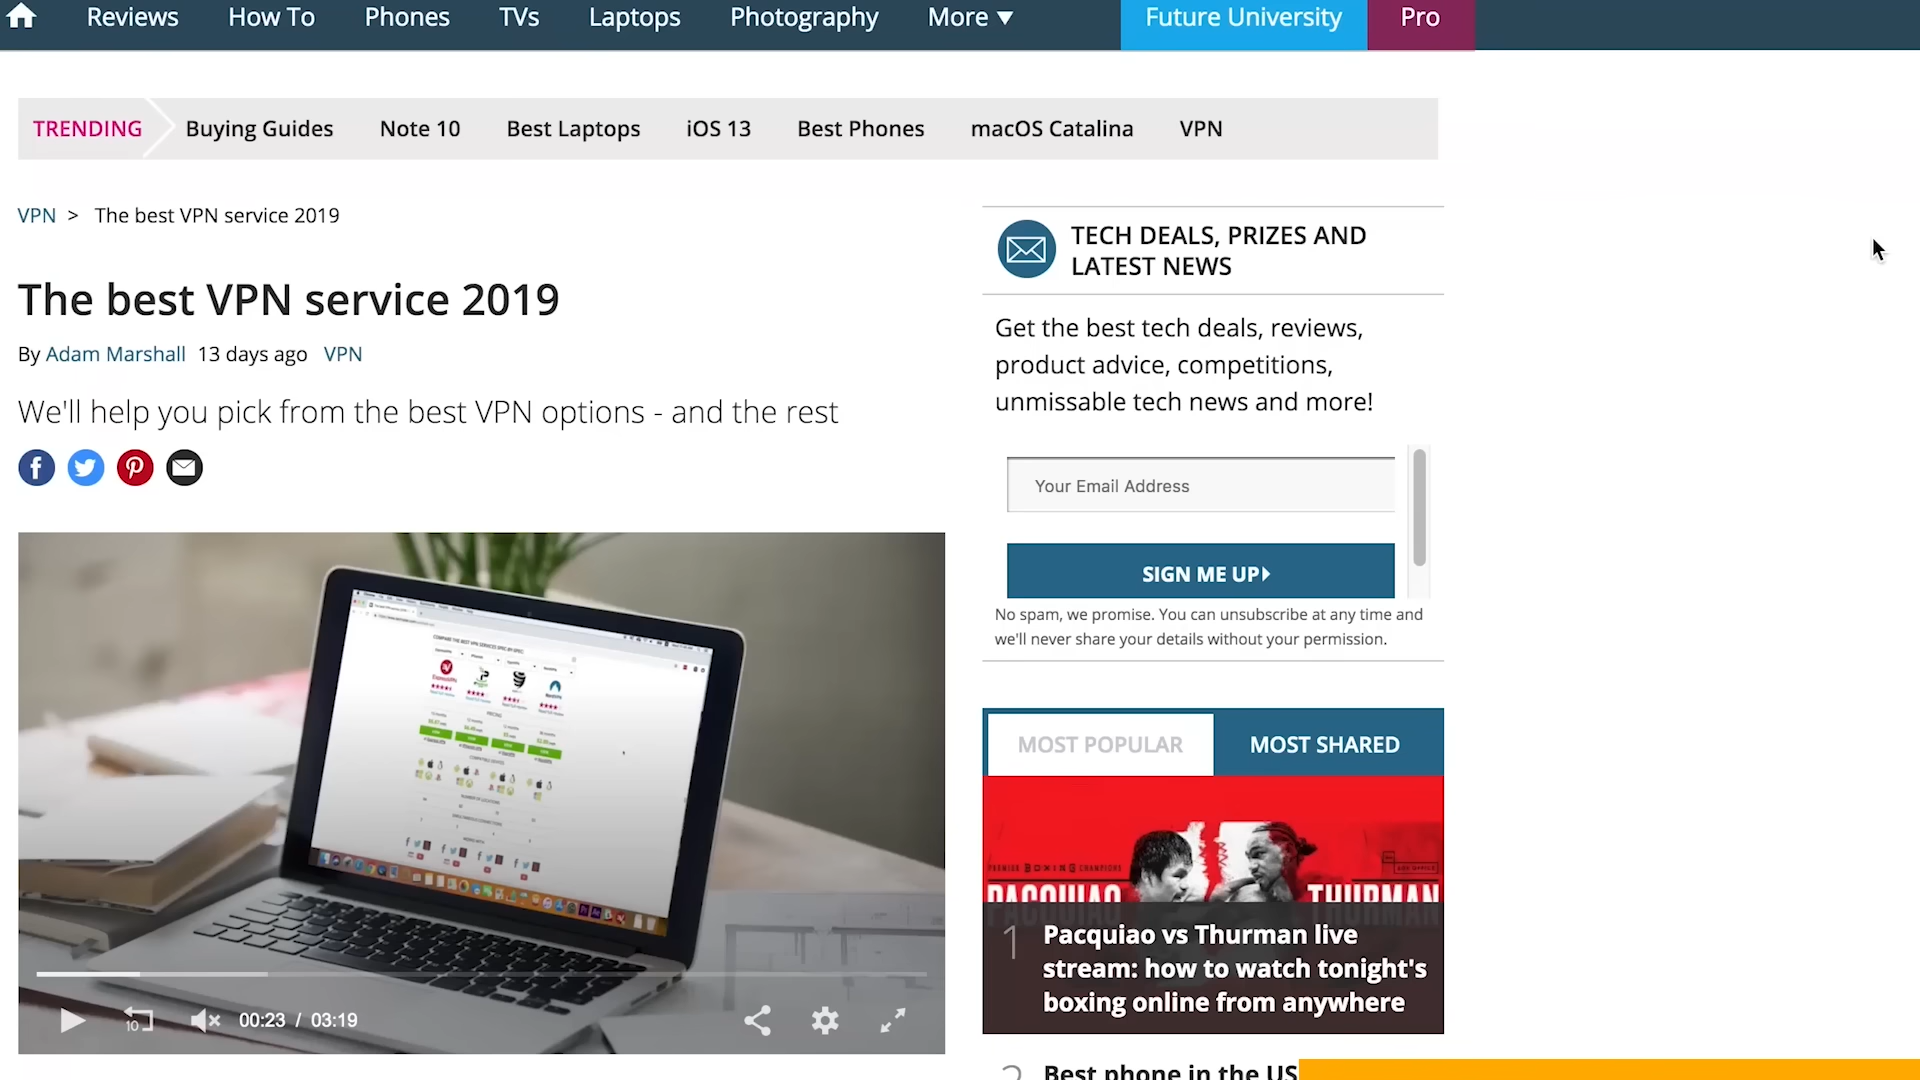 Reviews How To Phones TVs Laptops Photography More Future University Pro
TRENDING Buying Guides Note 10 Best Laptops iOS 13 Best Phones macOS Catalina VPN
VPN > The best VPN service 2019
The best VPN service 2019
By Adam Marshall 13 days ago VPN
We'll help you pick from the best VPN options - and the rest
10
00:23 / 03:19
TECH DEALS, PRIZES AND
LATEST NEWS
Get the best tech deals, reviews,
product advice, competitions,
unmissable tech news and more!
Your Email Address
SIGN ME UP
No spam, we promise. You can unsubscribe at any time and
we'll never share your details without your permission.
MOST POPULAR MOST SHARED
PREMIER BOXING CHAMPIONS
PACQUIAO THURMAN
1 Pacquiao vs Thurman live
stream: how to watch tonight's
boxing online from anywhere
2 Best phone in the US